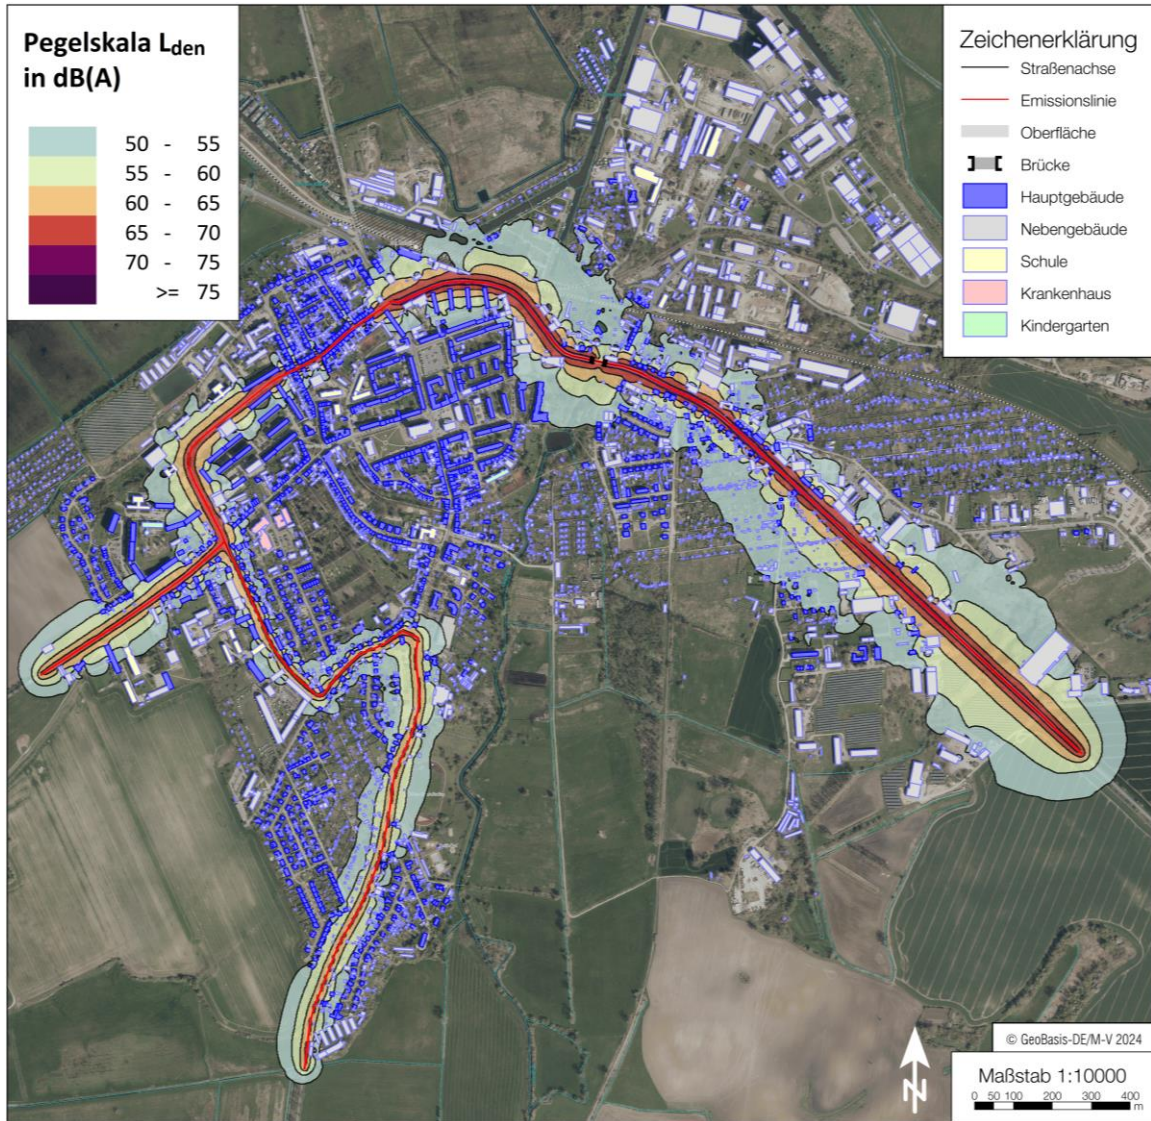 Pegelskala Lden
in dB(A)
50 - 55
55 - 60
60 - 65
65 - 70
70 - 75
>= 75
Zeichenerklärung
Straßenachse
Emissionslinie
Oberfläche
Brücke
Hauptgebäude
Nebengebäude
Schule
Krankenhaus
Kindergarten
N
© GeoBasis-DE/M-V 2024
Maßstab 1:10000
0 50 100 200 300 400
m